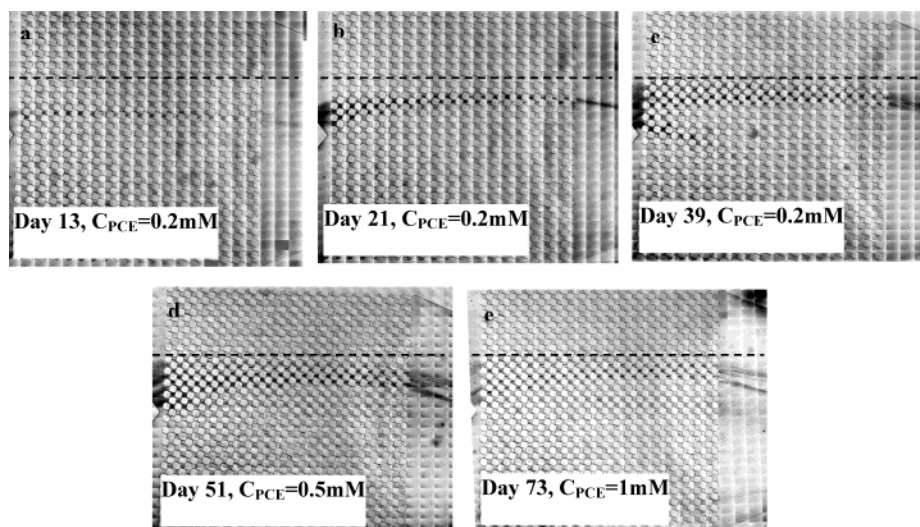 a
Day 13, CPCE=0.2mM
b
Day 21, CPCE=0.2mM
c
Day 39, CPCE=0.2mM
d
Day 51, CPCE=0.5mM
e
Day 73, CPCE=1mM